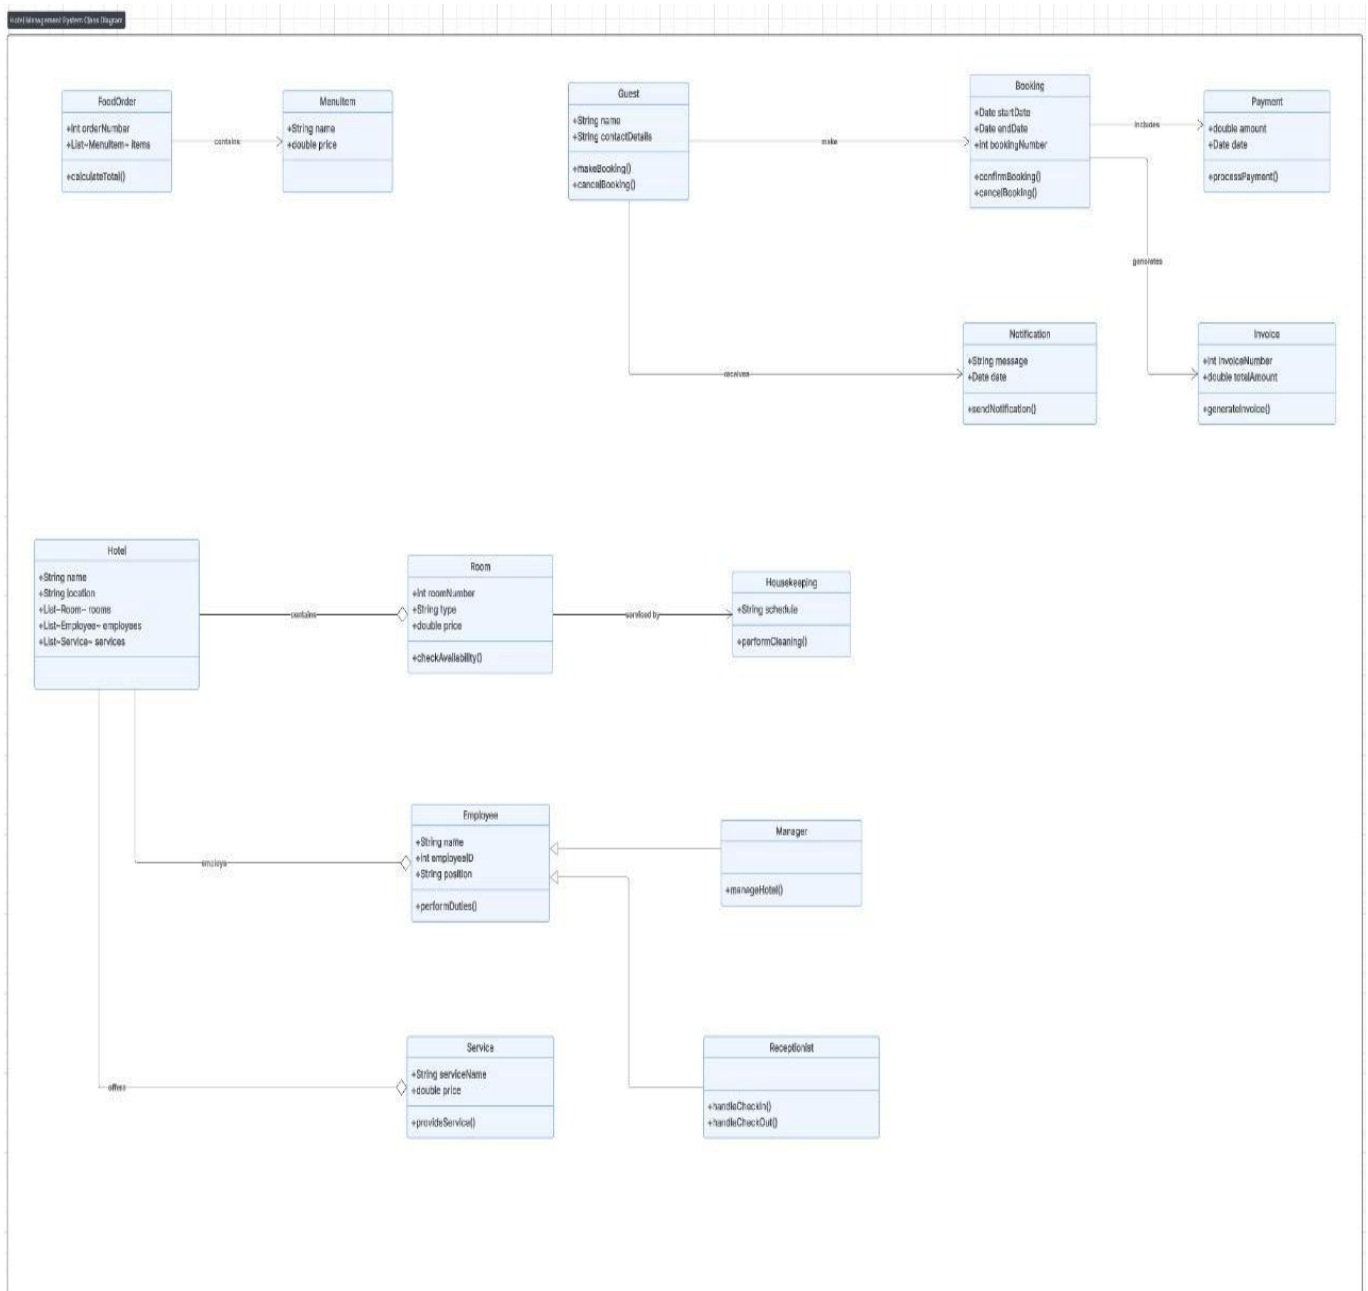 Hotel Management System Class Diagram
FoodOrder
+int orderNumber
+List~MenuItem~ items
+calculateTotal()
contains
MenuItem
+String name
+double price
Guest
+String name
+String contactDetails
+makeBooking()
+cancelBooking()
make
Booking
+Date startDate
+Date endDate
+int bookingNumber
+confirmBooking()
+cancelBooking()
includes
Payment
+double amount
+Date date
+processPayment()
generates
receives
Notification
+String message
+Date date
+sendNotification()
Invoice
+int invoiceNumber
+double totalAmount
+generateInvoice()
Hotel
+String name
+String location
+List~Room~ rooms
+List~Employee~ employees
+List~Service~ services
contains
Room
+int roomNumber
+String type
+double price
+checkAvailability()
serviced by
Housekeeping
+String schedule
+performCleaning()
employs
Employee
+String name
+int employeeID
+String position
+performDuties()
Manager
+manageHotel()
offers
Service
+String serviceName
+double price
+provideService()
Receptionist
+handleCheckIn()
+handleCheckOut()